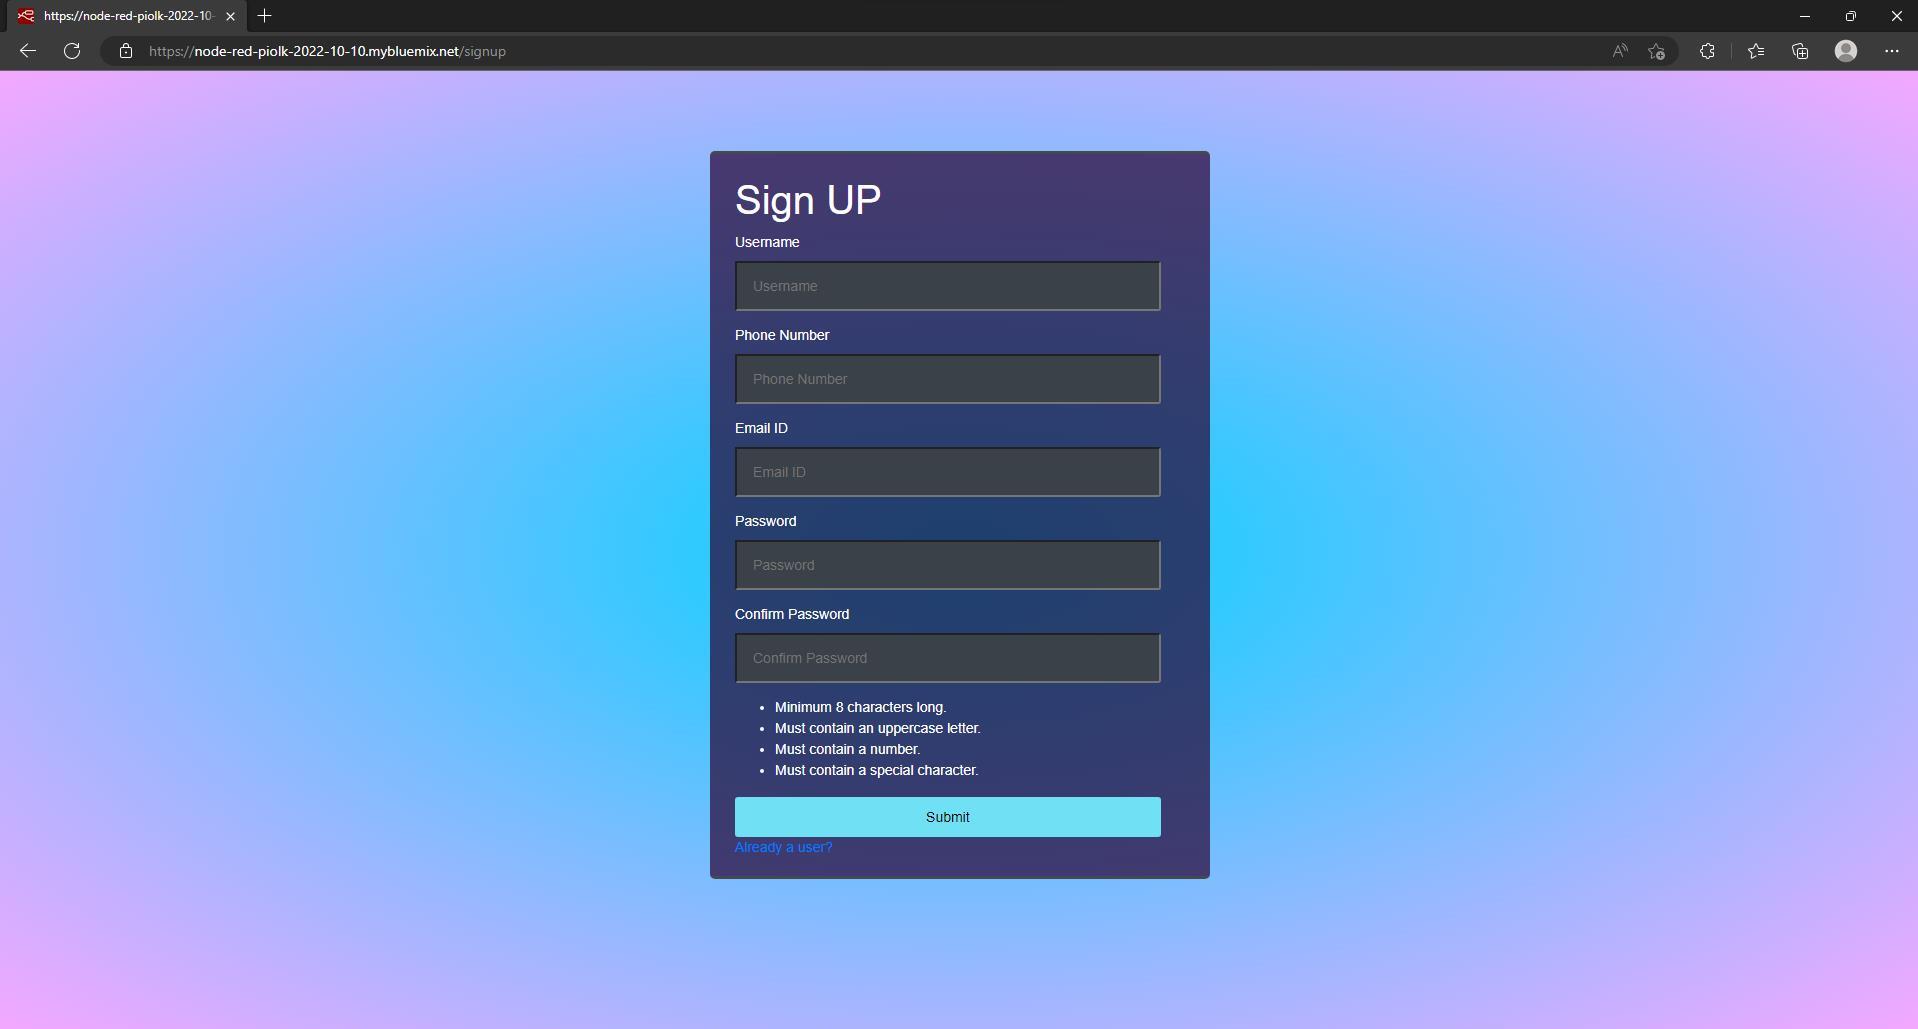 https://node-red-piolk-2022-10-
https://node-red-piolk-2022-10-10.mybluemix.net/signup
Sign UP
Username
Username
Phone Number
Phone Number
Email ID
Email ID
Password
Password
Confirm Password
Confirm Password
• Minimum 8 characters long.
• Must contain an uppercase letter.
• Must contain a number.
• Must contain a special character.
Submit
Already a user?